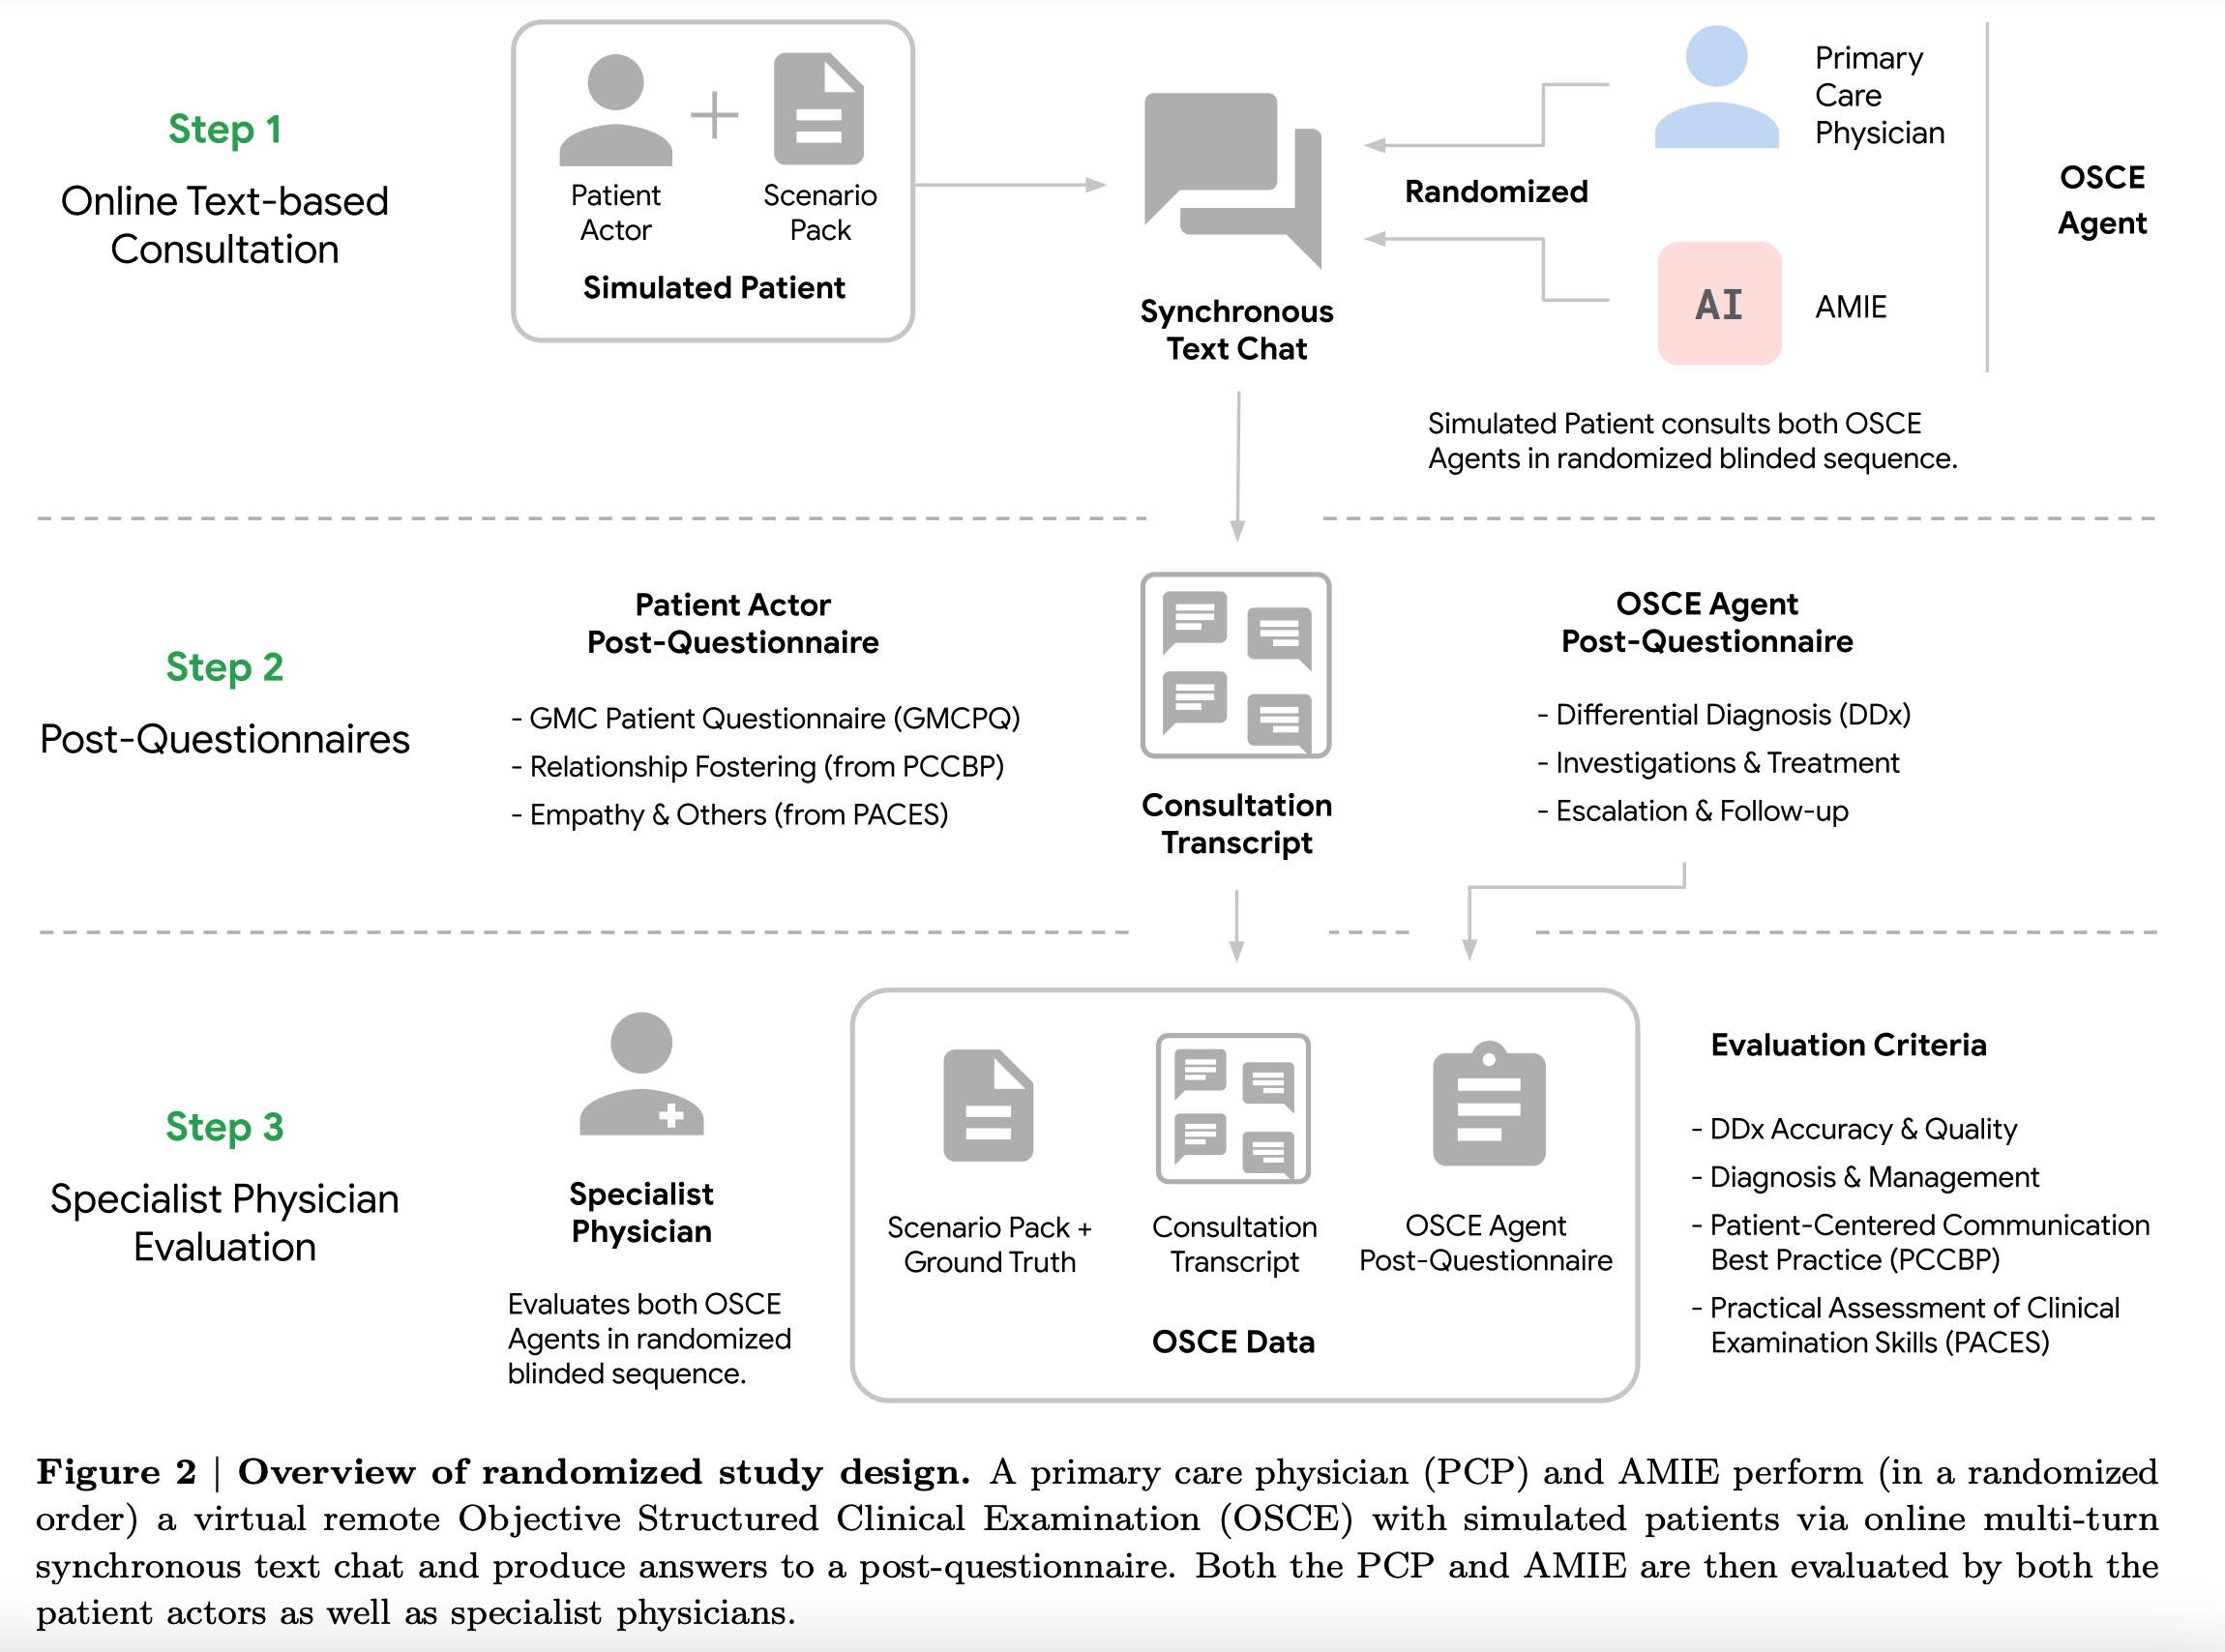 Step 1
Online Text-based
Consultation
Patient
Actor
Scenario
Pack
Simulated Patient
Synchronous
Text Chat
Randomized
Primary
Care
Physician
AI
AMIE
OSCE
Agent
Simulated Patient consults both OSCE
Agents in randomized blinded sequence.
Step 2
Post-Questionnaires
Patient Actor
Post-Questionnaire
- GMC Patient Questionnaire (GMCPQ)
- Relationship Fostering (from PCCBP)
- Empathy & Others (from PACES)
Consultation
Transcript
OSCE Agent
Post-Questionnaire
- Differential Diagnosis (DDx)
- Investigations & Treatment
- Escalation & Follow-up
Step 3
Specialist Physician
Evaluation
Specialist
Physician
Evaluates both OSCE
Agents in randomized
blinded sequence.
Scenario Pack +
Ground Truth
Consultation
Transcript
OSCE Agent
Post-Questionnaire
OSCE Data
Evaluation Criteria
- DDx Accuracy & Quality
- Diagnosis & Management
- Patient-Centered Communication
Best Practice (PCCBP)
- Practical Assessment of Clinical
Examination Skills (PACES)
Figure 2 | Overview of randomized study design. A primary care physician (PCP) and AMIE perform (in a randomized
order) a virtual remote Objective Structured Clinical Examination (OSCE) with simulated patients via online multi-turn
synchronous text chat and produce answers to a post-questionnaire. Both the PCP and AMIE are then evaluated by both the
patient actors as well as specialist physicians.